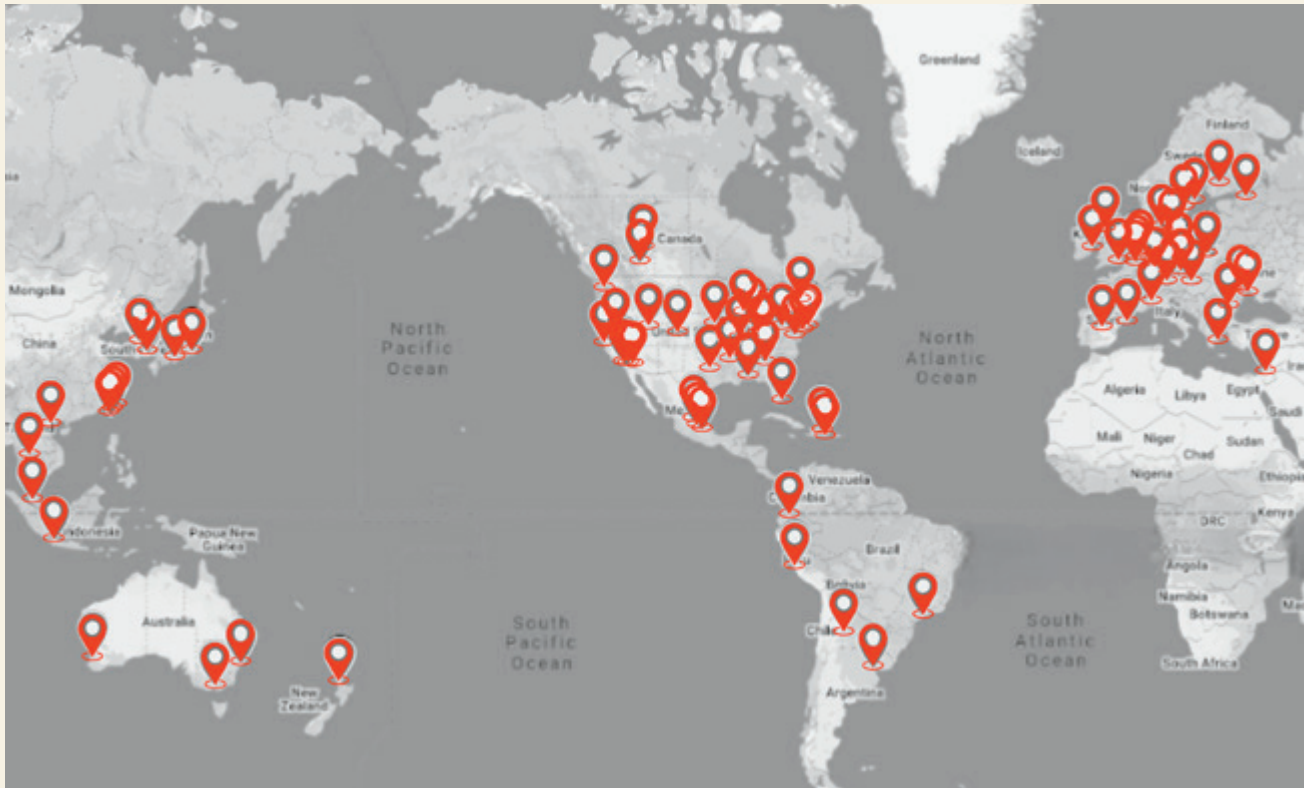 Greenland
Finland
Iceland
Canada
Mongolia
China
North
Pacific
Ocean
North
Atlantic
Ocean
Italy
Algeria
Libya
Egypt
Saudi
Mali
Niger
Chad
Sudan
Nigeria
Ethiopia
Kenya
DRC
Angola
Namibia
Botswana
South Africa
Venezuela
Brazil
Bolivia
Argentina
Papua New
Guinea
Australia
New
Zealand
South
Pacific
Ocean
South
Atlantic
Ocean